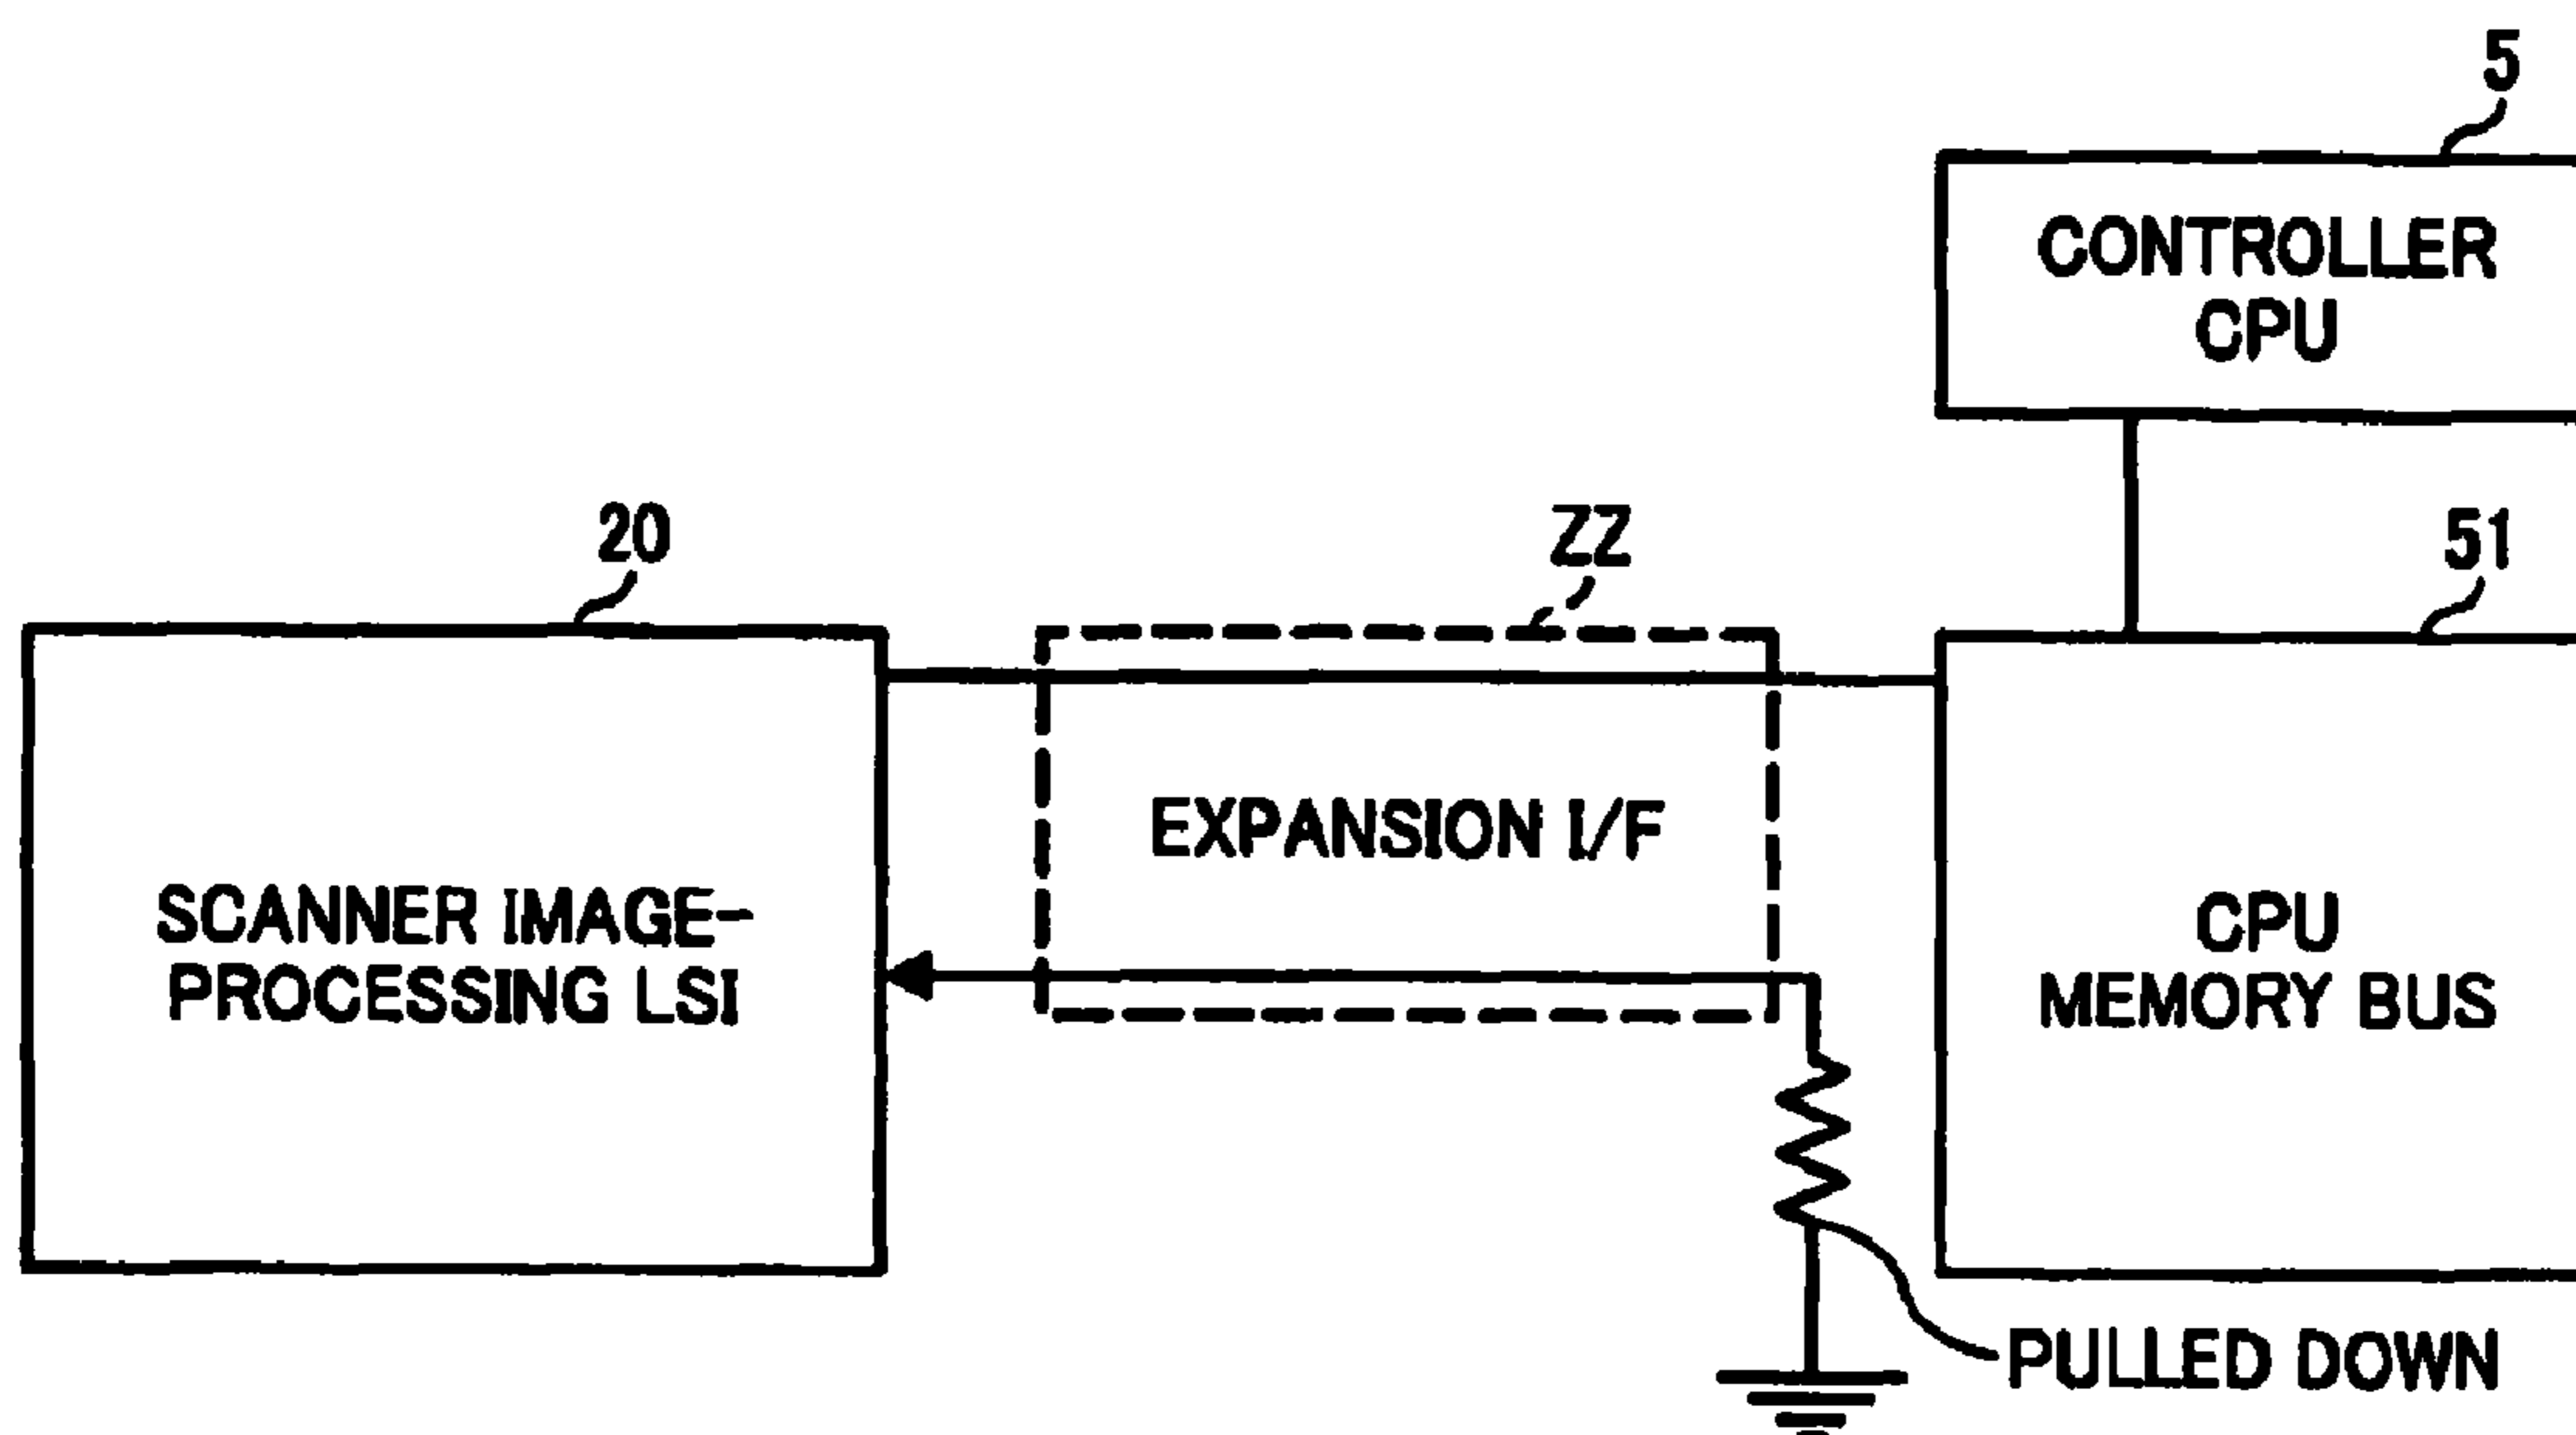 5
CONTROLLER
CPU
20
ZZ
51
EXPANSION I/F
SCANNER IMAGE-
PROCESSING LSI
CPU
MEMORY BUS
PULLED DOWN